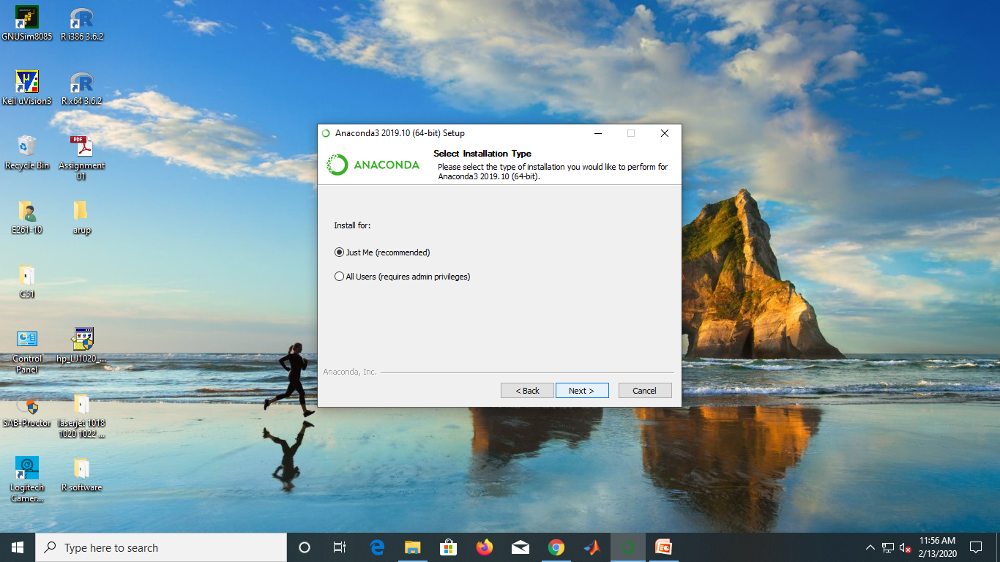 GNUSim8085
R i386 3.6.2
Keil uVision3
R x64 3.6.2
Recycle Bin
PDF
Assignment
01
E261-10
arup
C51
Control
Panel
hp_LJ1020_...
SAB-Proctor
laserjet 1018
1020 1022 ...
Logitech
Camer...
R software
Anaconda3 2019.10 (64-bit) Setup
ANACONDA
Select Installation Type
Please select the type of installation you would like to perform for
Anaconda3 2019.10 (64-bit).
Install for:
Just Me (recommended)
All Users (requires admin privileges)
Anaconda, Inc.
< Back
Next >
Cancel
Type here to search
11:56 AM
2/13/2020